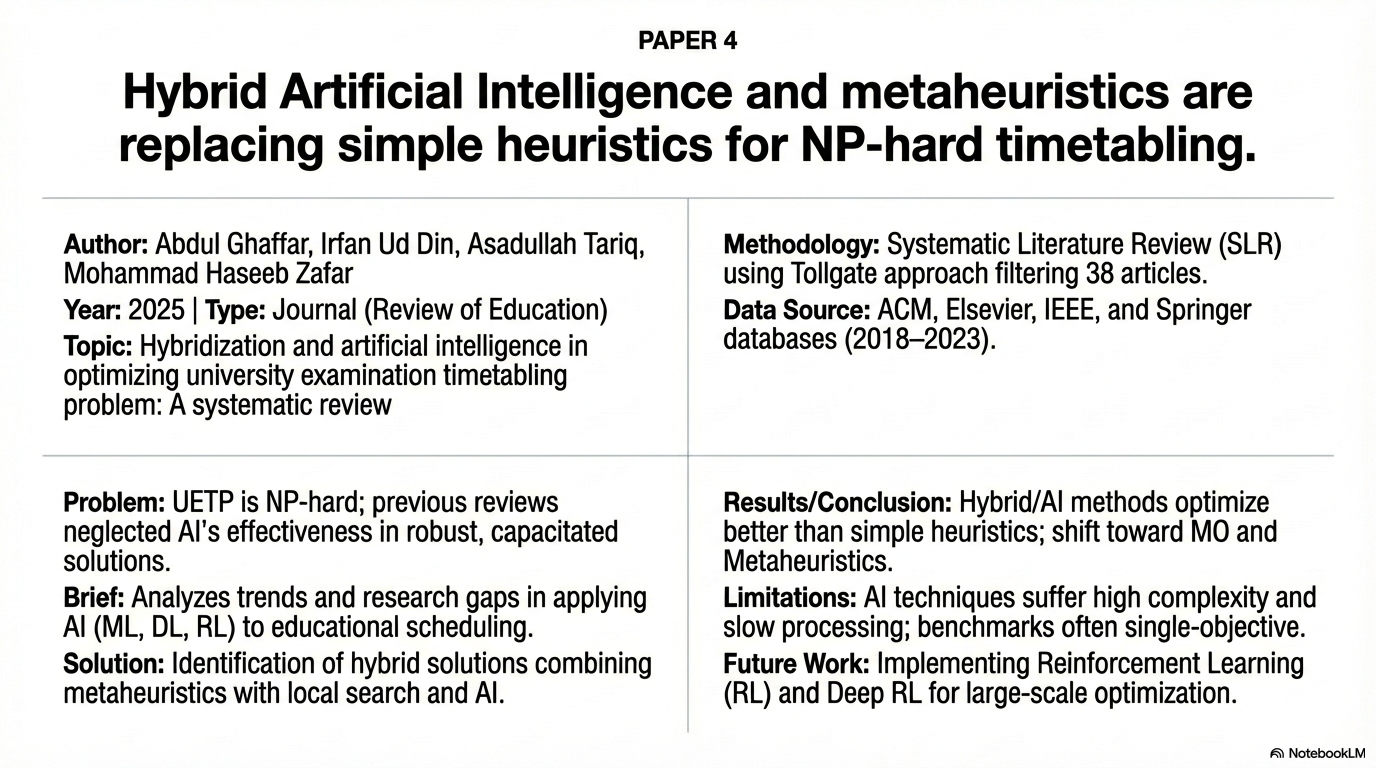 PAPER 4
Hybrid Artificial Intelligence and metaheuristics are
replacing simple heuristics for NP-hard timetabling.
Author: Abdul Ghaffar, Irfan Ud Din, Asadullah Tariq,
Mohammad Haseeb Zafar
Year: 2025 | Type: Journal (Review of Education)
Topic: Hybridization and artificial intelligence in
optimizing university examination timetabling
problem: A systematic review
Methodology: Systematic Literature Review (SLR)
using Tollgate approach filtering 38 articles.
Data Source: ACM, Elsevier, IEEE, and Springer
databases (2018–2023).
Problem: UETP is NP-hard; previous reviews
neglected AI's effectiveness in robust, capacitated
solutions.
Brief: Analyzes trends and research gaps in applying
AI (ML, DL, RL) to educational scheduling.
Solution: Identification of hybrid solutions combining
metaheuristics with local search and AI.
Results/Conclusion: Hybrid/AI methods optimize
better than simple heuristics; shift toward MO and
Metaheuristics.
Limitations: AI techniques suffer high complexity and
slow processing; benchmarks often single-objective.
Future Work: Implementing Reinforcement Learning
(RL) and Deep RL for large-scale optimization.
NotebookLM